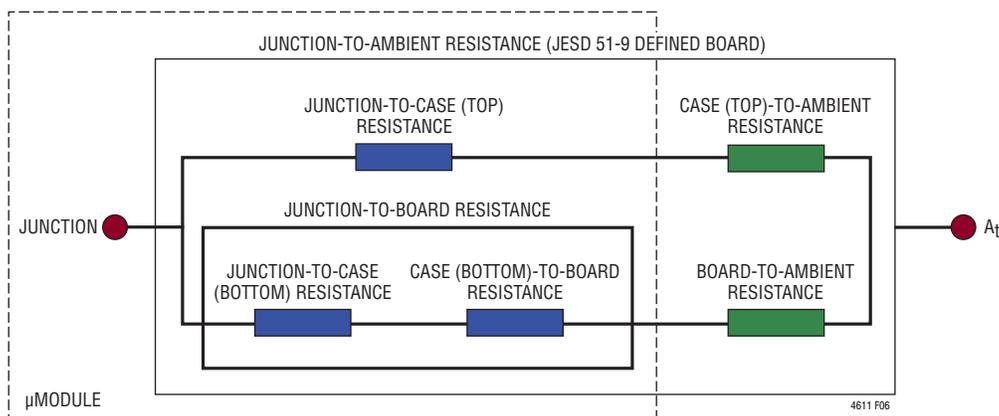 JUNCTION-TO-AMBIENT RESISTANCE (JESD 51-9 DEFINED BOARD)
JUNCTION-TO-CASE (TOP)
RESISTANCE
CASE (TOP)-TO-AMBIENT
RESISTANCE
JUNCTION
JUNCTION-TO-BOARD RESISTANCE
At
JUNCTION-TO-CASE
(BOTTOM) RESISTANCE
CASE (BOTTOM)-TO-BOARD
RESISTANCE
BOARD-TO-AMBIENT
RESISTANCE
µMODULE
4611 F06